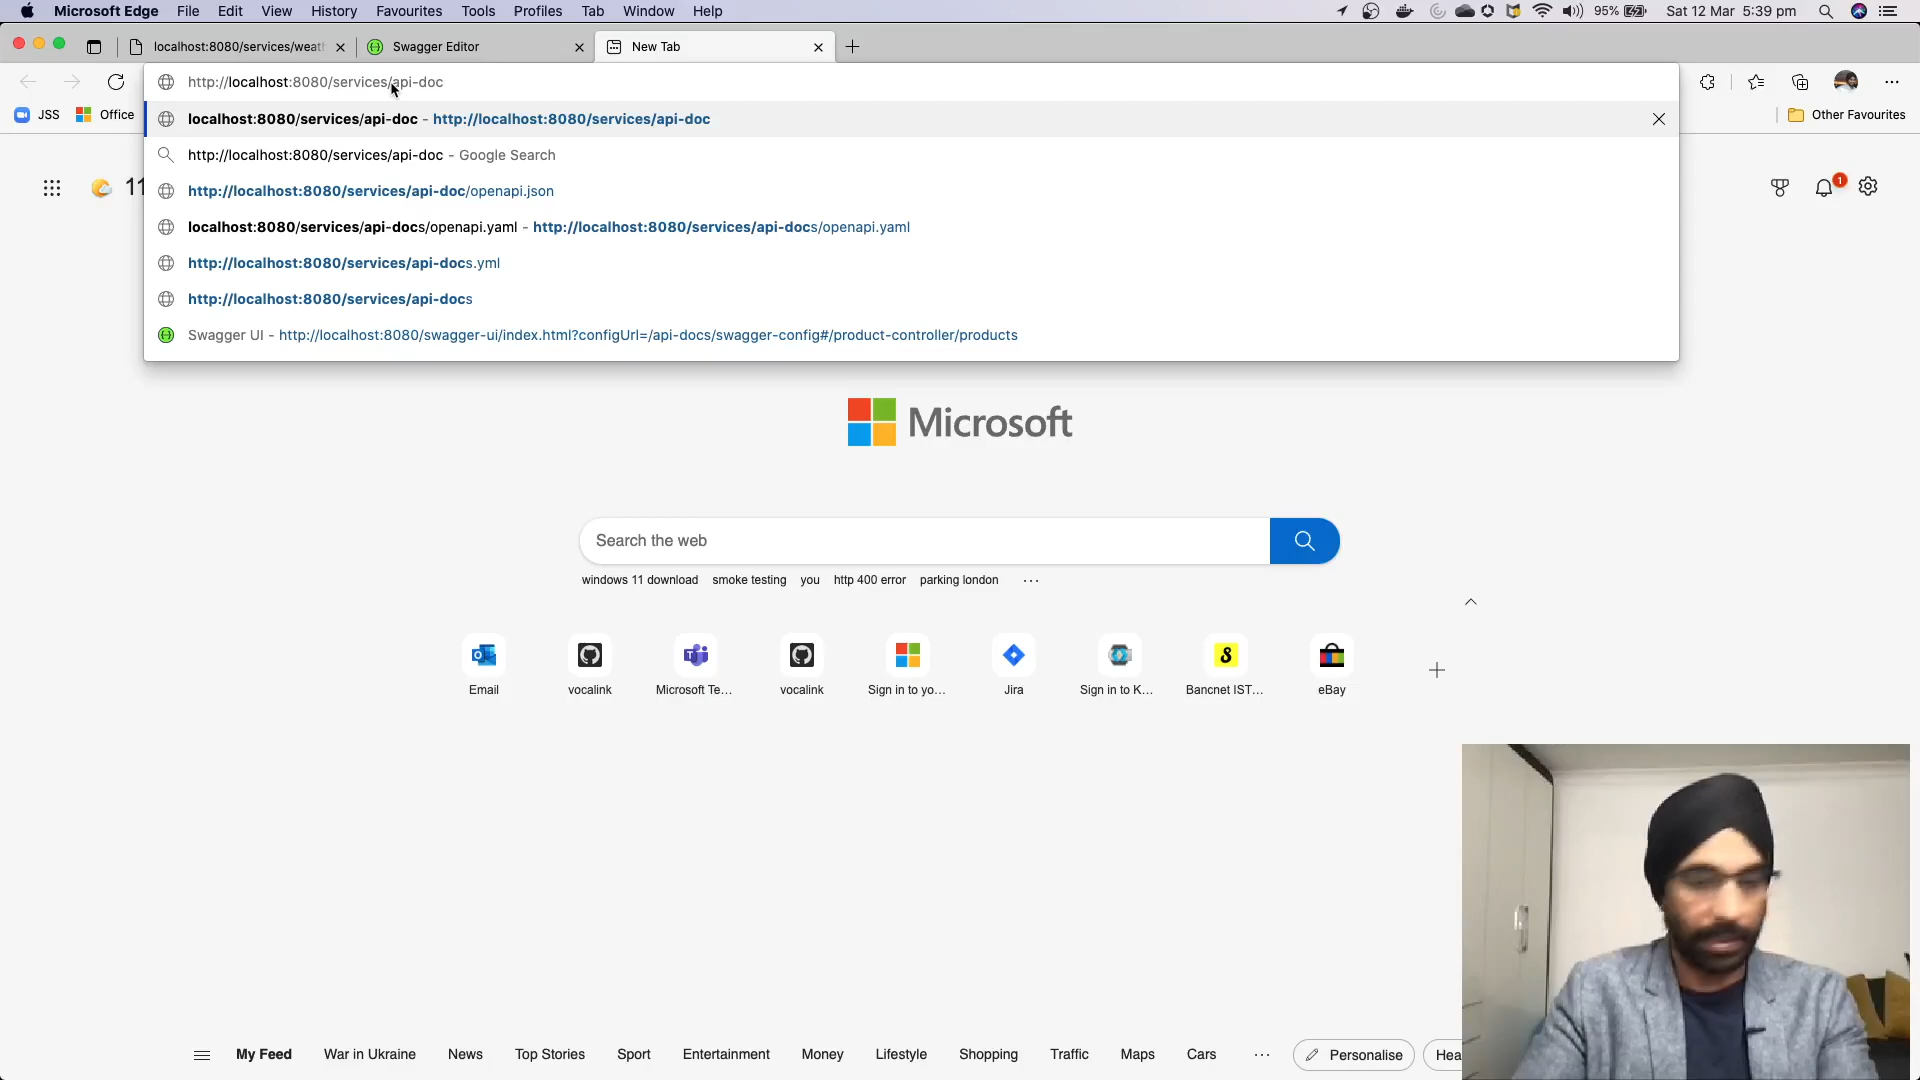 Microsoft Edge File Edit View History Favourites Tools Profiles Tab Window Help 95% Sat 12 Mar 5:39 pm
localhost:8080/services/weat Swagger Editor New Tab
http://localhost:8080/services/api-doc
JSS Office Other Favourites
localhost:8080/services/api-doc - http://localhost:8080/services/api-doc
http://localhost:8080/services/api-doc - Google Search
11 http://localhost:8080/services/api-doc/openapi.json 1
localhost:8080/services/api-docs/openapi.yaml - http://localhost:8080/services/api-docs/openapi.yaml
http://localhost:8080/services/api-docs.yml
http://localhost:8080/services/api-docs
Swagger UI - http://localhost:8080/swagger-ui/index.html?configUrl=/api-docs/swagger-config#/product-controller/products
Microsoft
Search the web
windows 11 download smoke testing you http 400 error parking london ...
Email vocalink Microsoft Te... vocalink Sign in to yo... Jira Sign in to K... Bancnet IST... eBay
My Feed War in Ukraine News Top Stories Sport Entertainment Money Lifestyle Shopping Traffic Maps Cars ... Personalise Hea